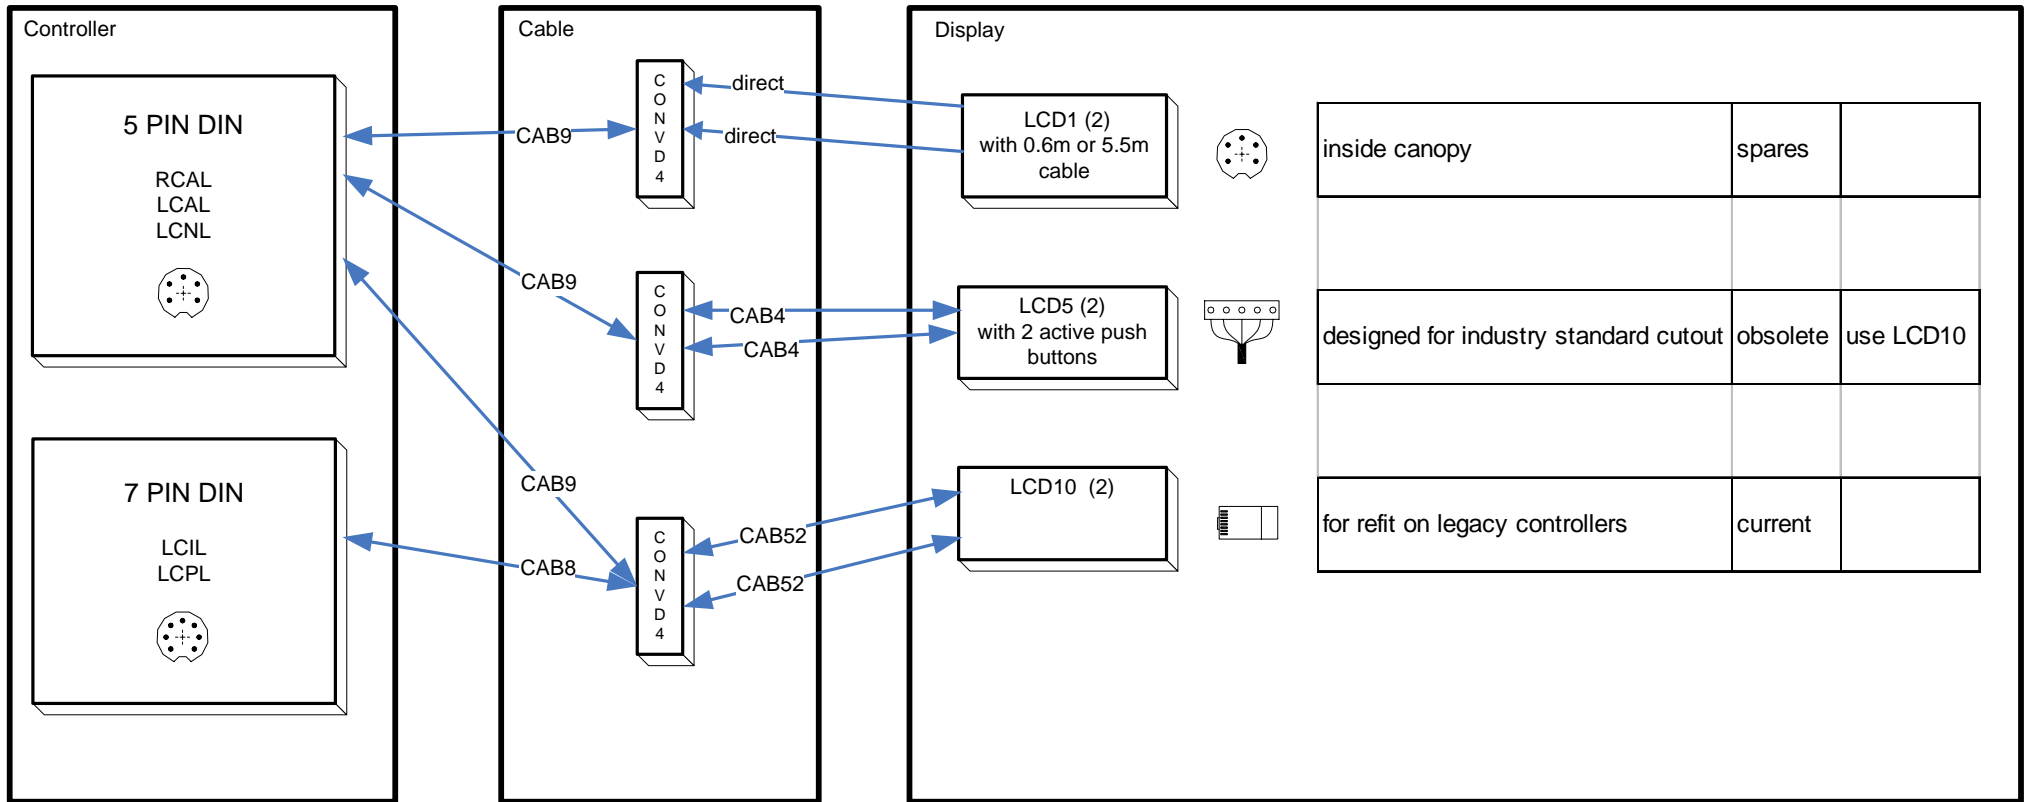 Controller
5 PIN DIN
RCAL
LCAL
LCNL
7 PIN DIN
LCIL
LCPL
Cable
CAB9
CAB9
CAB9
CAB8
CONVD4
CONVD4
CONVD4
direct
direct
CAB4
CAB4
CAB52
CAB52
Display
LCD1 (2)
with 0.6m or 5.5m
cable
inside canopy spares
LCD5 (2)
with 2 active push
buttons
designed for industry standard cutout obsolete use LCD10
LCD10 (2)
for refit on legacy controllers current